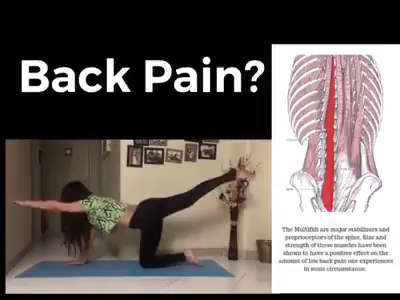 Back Pain?
The Multifidi are major stabilizers and
proprioceptors of the spine. Size and
strength of these muscles have been
shown to have a positive effect on the
amount of low back pain one experiences
in some circumstance.